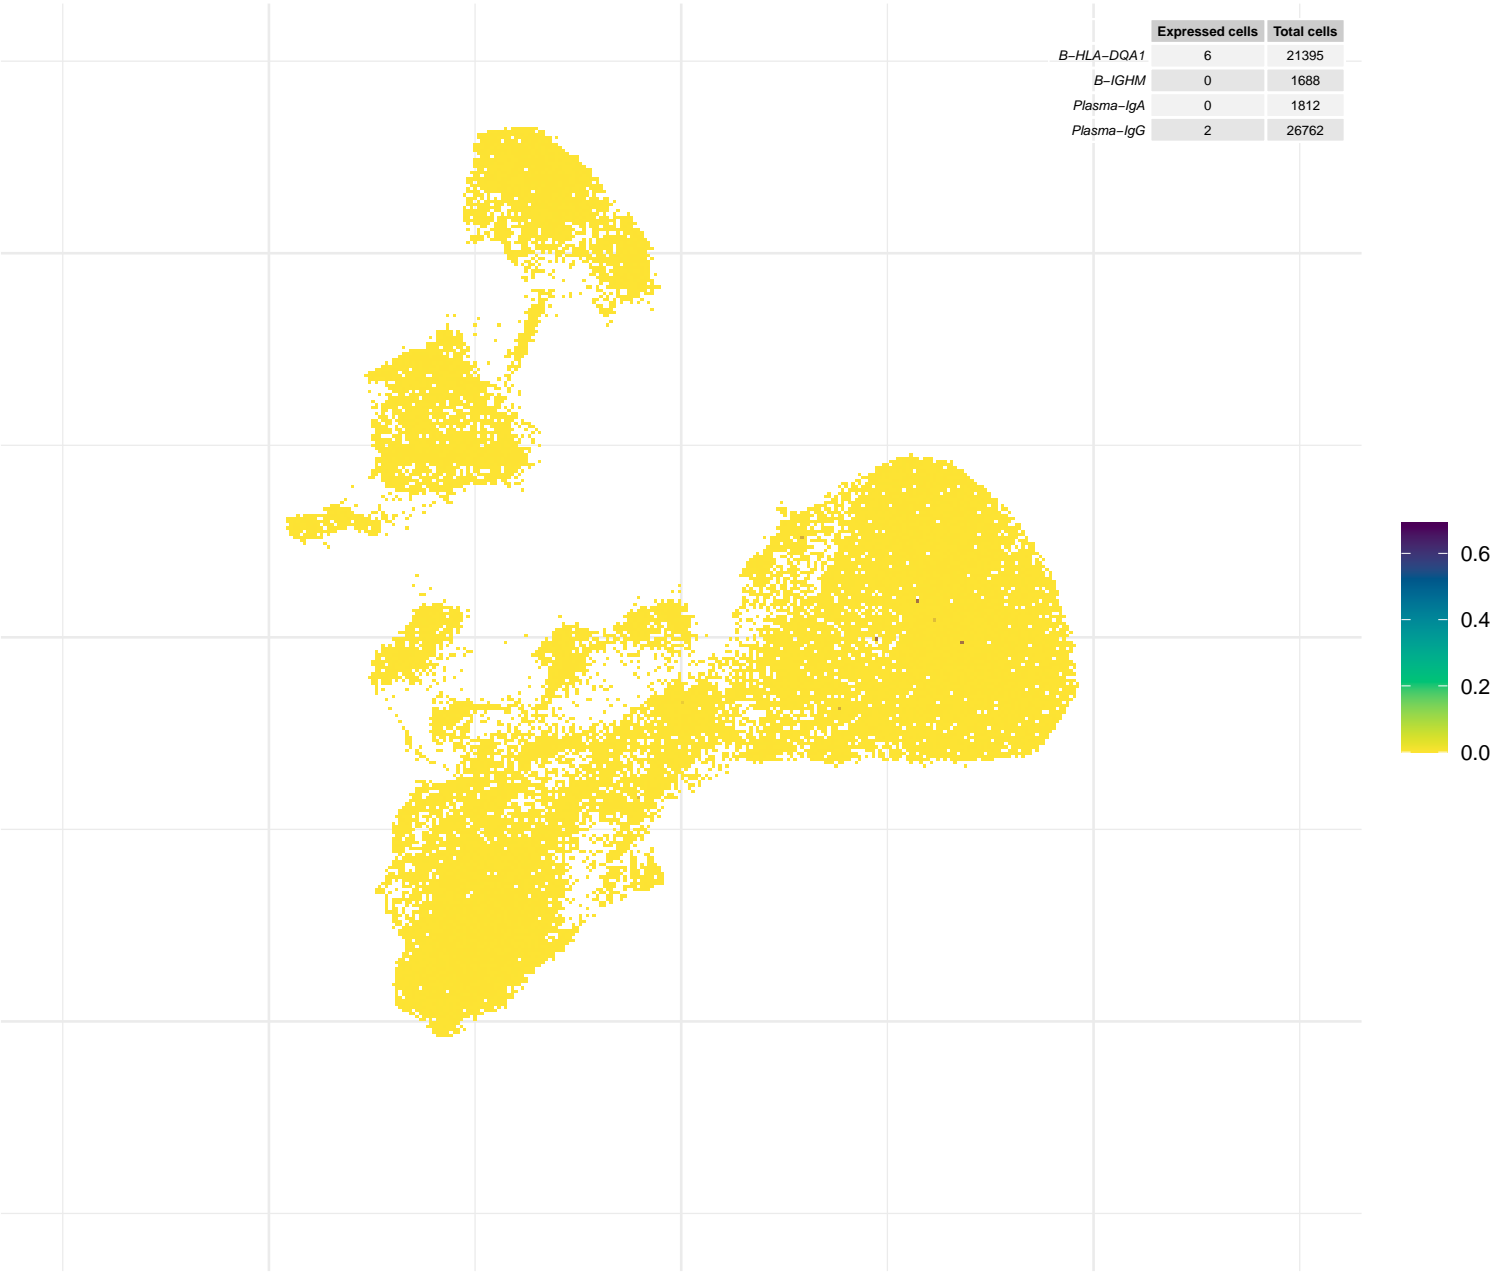 Expressed cells Total cells
B−HLA−DQA1 6 21395
B−IGHM 0 1688
Plasma−IgA 0 1812
Plasma−IgG 2 26762
0.6
0.4
0.2
0.0